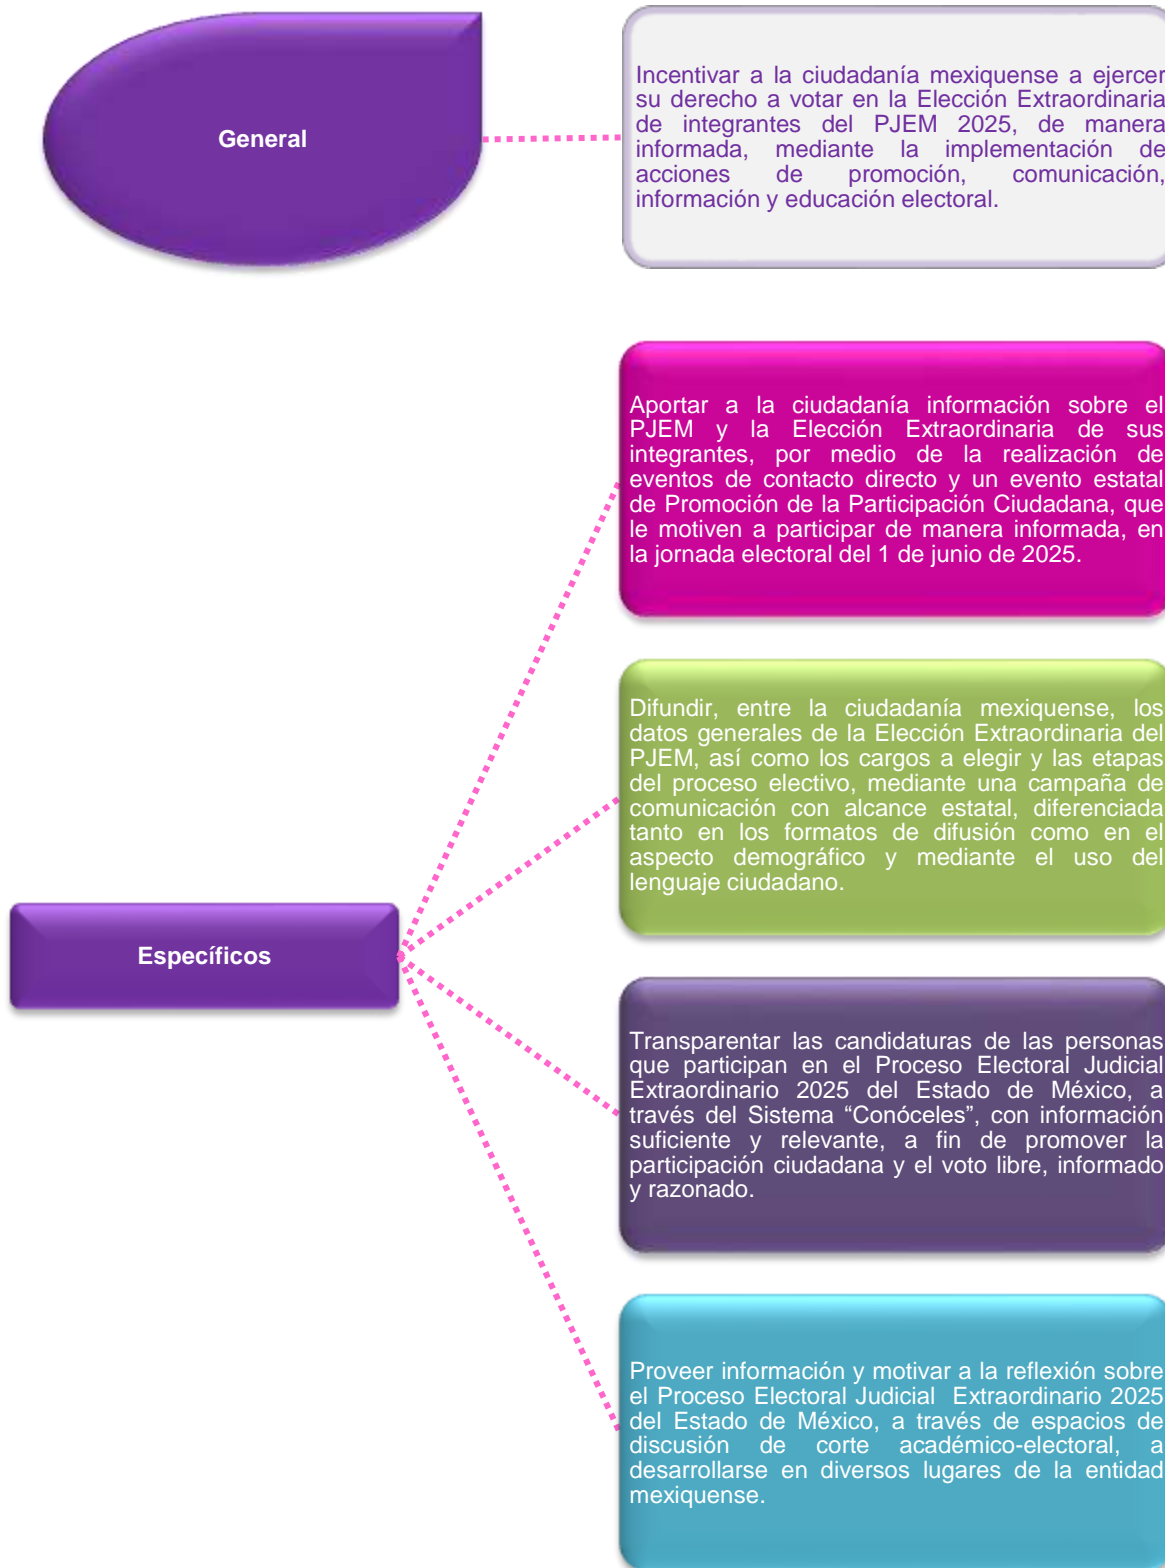 General
Incentivar a la ciudadanía mexiquense a ejercer
su derecho a votar en la Elección Extraordinaria
de integrantes del PJEM 2025, de manera
informada, mediante la implementación de
acciones de promoción, comunicación,
información y educación electoral.
Específicos
Aportar a la ciudadanía información sobre el
PJEM y la Elección Extraordinaria de sus
integrantes, por medio de la realización de
eventos de contacto directo y un evento estatal
de Promoción de la Participación Ciudadana, que
le motiven a participar de manera informada, en
la jornada electoral del 1 de junio de 2025.
Difundir, entre la ciudadanía mexiquense, los
datos generales de la Elección Extraordinaria del
PJEM, así como los cargos a elegir y las etapas
del proceso electivo, mediante una campaña de
comunicación con alcance estatal, diferenciada
tanto en los formatos de difusión como en el
aspecto demográfico y mediante el uso del
lenguaje ciudadano.
Transparentar las candidaturas de las personas
que participan en el Proceso Electoral Judicial
Extraordinario 2025 del Estado de México, a
través del Sistema “Conóceles”, con información
suficiente y relevante, a fin de promover la
participación ciudadana y el voto libre, informado
y razonado.
Proveer información y motivar a la reflexión sobre
el Proceso Electoral Judicial Extraordinario 2025
del Estado de México, a través de espacios de
discusión de corte académico-electoral, a
desarrollarse en diversos lugares de la entidad
mexiquense.